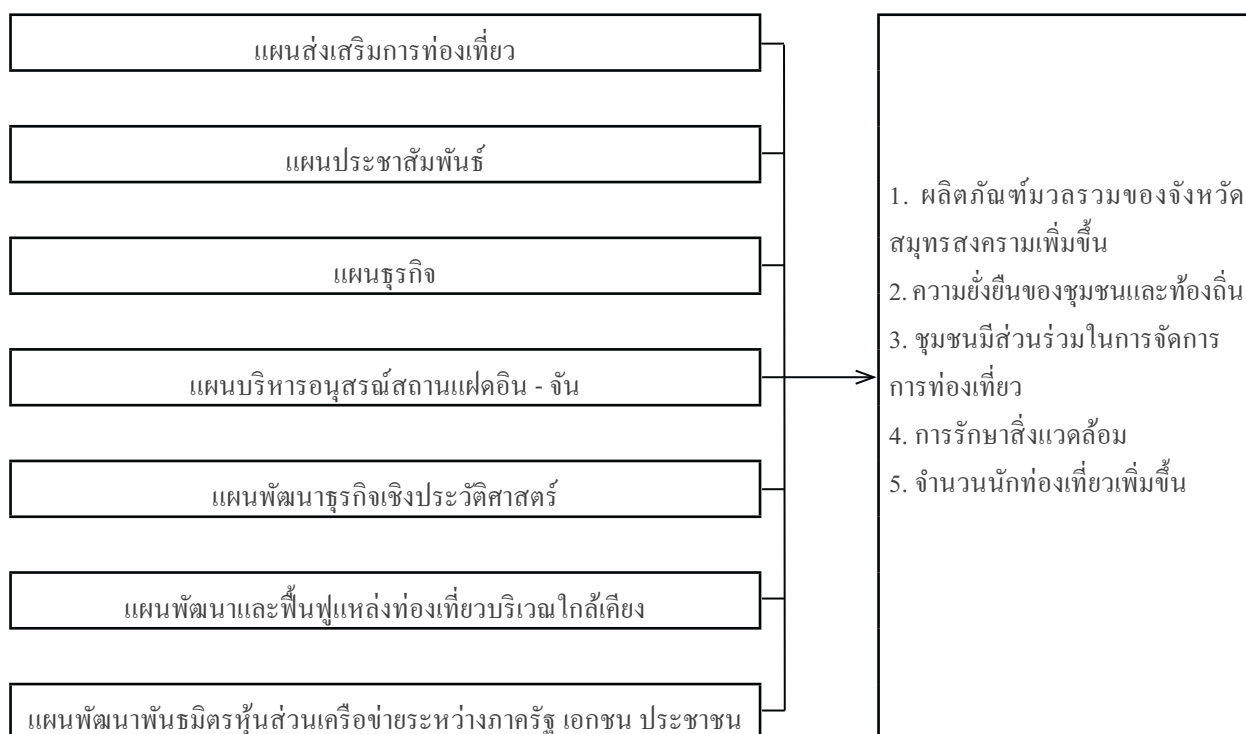 แผนส่งเสริมการท่องเที่ยว
แผนประชาสัมพันธ์
แผนธุรกิจ
แผนบริหารอนุสรณ์สถานแฝดอิน - จัน
แผนพัฒนาธุรกิจเชิงประวัติศาสตร์
แผนพัฒนาและฟื้นฟูแหล่งท่องเที่ยวบริเวณใกล้เคียง
แผนพัฒนาพันธมิตรหุ้นส่วนเครือข่ายระหว่างภาครัฐ เอกชน ประชาชน
1. ผลิตภัณฑ์มวลรวมของจังหวัด
สมุทรสงครามเพิ่มขึ้น
2. ความยั่งยืนของชุมชนและท้องถิ่น
3. ชุมชนมีส่วนร่วมในการจัดการ
การท่องเที่ยว
4. การรักษาสิ่งแวดล้อม
5. จำนวนนักท่องเที่ยวเพิ่มขึ้น